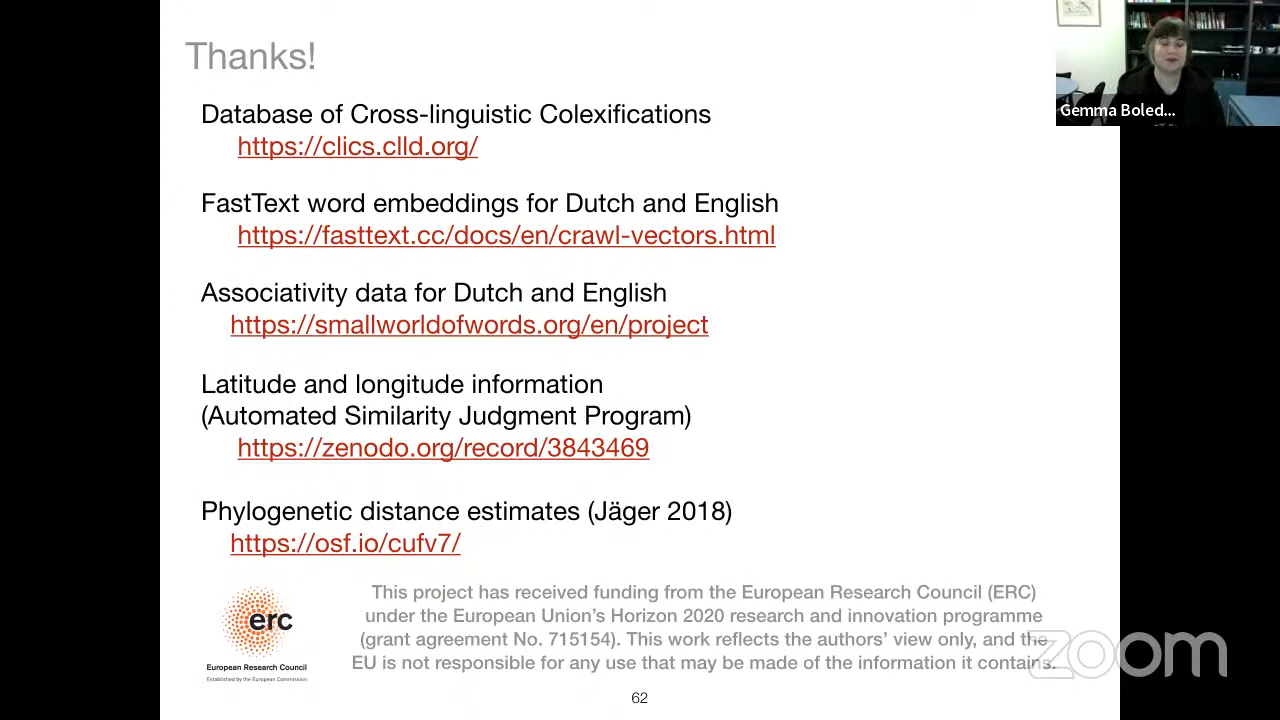 Thanks!
Database of Cross-linguistic Colexifications
https://clics.clld.org/
FastText word embeddings for Dutch and English
https://fasttext.cc/docs/en/crawl-vectors.html
Associativity data for Dutch and English
https://smallworldofwords.org/en/project
Latitude and longitude information
(Automated Similarity Judgment Program)
https://zenodo.org/record/3843469
Phylogenetic distance estimates (Jäger 2018)
https://osf.io/cufv7/
erc
European Research Council
Established by the European Commission
This project has received funding from the European Research Council (ERC)
under the European Union's Horizon 2020 research and innovation programme
(grant agreement No. 715154). This work reflects the authors' view only, and the
EU is not responsible for any use that may be made of the information it contains.
62
Gemma Boled...
zoom